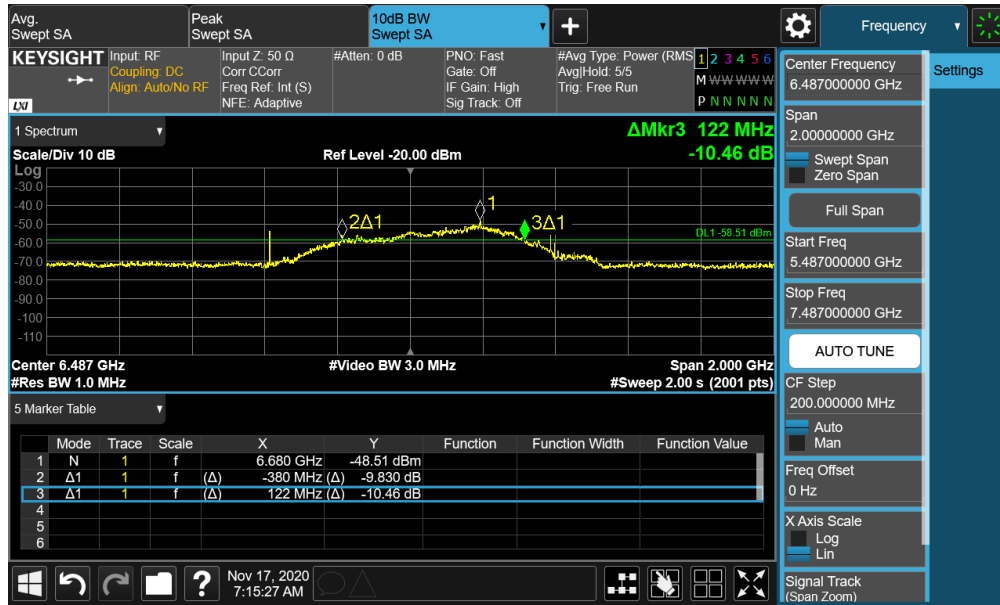 Avg.
Swept SA
Peak
Swept SA
10dB BW
Swept SA
Frequency
KEYSIGHT
LXI
Input: RF
Coupling: DC
Align: Auto/No RF
Input Z: 50 Ω
Corr CCorr
Freq Ref: Int (S)
NFE: Adaptive
#Atten: 0 dB
PNO: Fast
Gate: Off
IF Gain: High
Sig Track: Off
#Avg Type: Power (RMS
Avg|Hold: 5/5
Trig: Free Run
1 2 3 4 5 6
M W W W W W
P N N N N N
1 Spectrum
Scale/Div 10 dB
Ref Level -20.00 dBm
ΔMkr3 122 MHz
-10.46 dB
Log
-30.0
-40.0
-50.0
-60.0
-70.0
-80.0
-90.0
-100
-110
2Δ1
1
3Δ1
DL1 -58.51 dBm
Center 6.487 GHz
#Video BW 3.0 MHz
Span 2.000 GHz
#Res BW 1.0 MHz
#Sweep 2.00 s (2001 pts)
5 Marker Table
Mode Trace Scale X Y Function Function Width Function Value
1 N 1 f 6.680 GHz -48.51 dBm
2 Δ1 1 f (Δ) -380 MHz (Δ) -9.830 dB
3 Δ1 1 f (Δ) 122 MHz (Δ) -10.46 dB
4
5
6
Nov 17, 2020
7:15:27 AM
Center Frequency
6.487000000 GHz
Span
2.00000000 GHz
Swept Span
Zero Span
Full Span
Start Freq
5.487000000 GHz
Stop Freq
7.487000000 GHz
AUTO TUNE
CF Step
200.000000 MHz
Auto
Man
Freq Offset
0 Hz
X Axis Scale
Log
Lin
Signal Track
(Span Zoom)
Settings